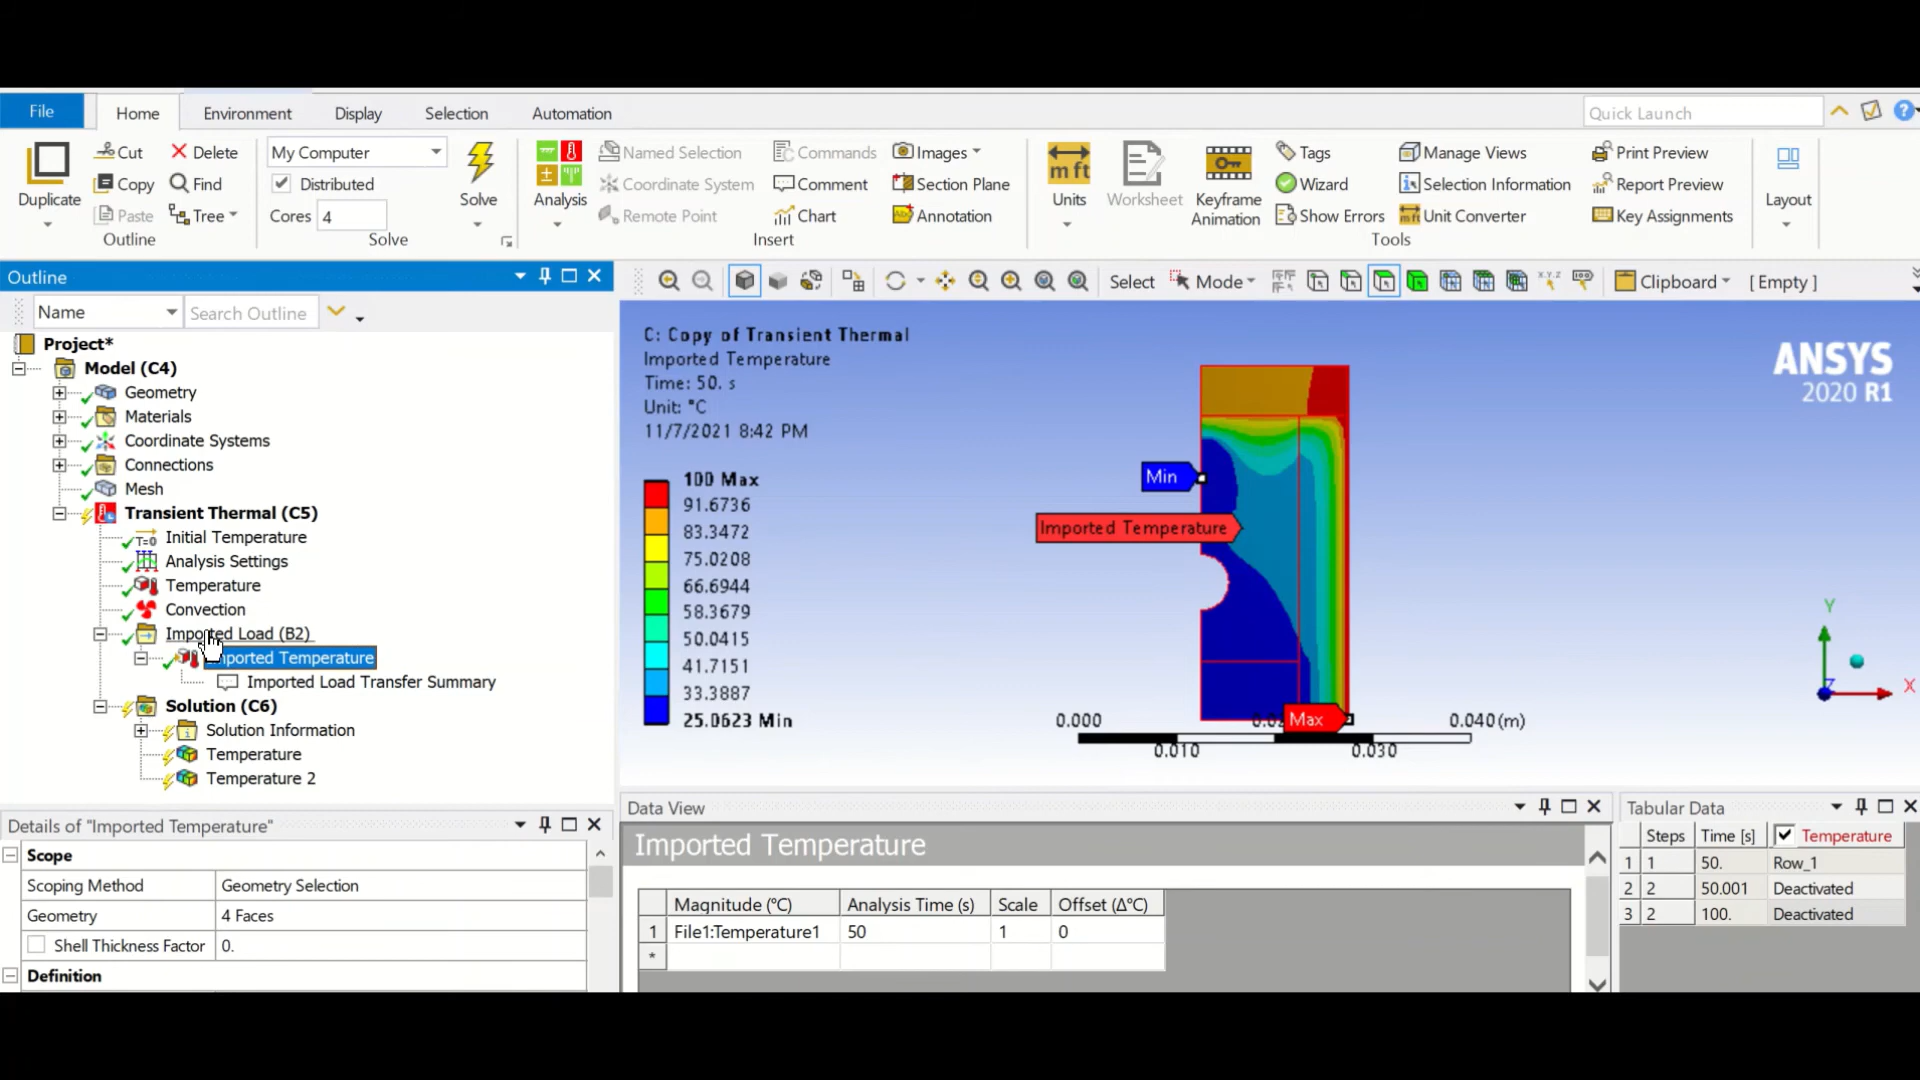 File
Home
Environment
Display
Selection
Automation
Quick Launch
Duplicate
Cut
Copy
Paste
Delete
Find
Tree
Outline
My Computer
Distributed
Cores 4
Solve
Solve
Analysis
Named Selection
Coordinate System
Remote Point
Commands
Comment
Chart
Images
Section Plane
Annotation
Insert
Units
Worksheet
Keyframe
Animation
Tags
Wizard
Show Errors
Manage Views
Selection Information
Unit Converter
Print Preview
Report Preview
Key Assignments
Tools
Layout
Outline
Name
Search Outline
Project*
Model (C4)
Geometry
Materials
Coordinate Systems
Connections
Mesh
Transient Thermal (C5)
T=0 Initial Temperature
Analysis Settings
Temperature
Convection
Imported Load (B2)
mported Temperature
Imported Load Transfer Summary
Solution (C6)
Solution Information
Temperature
Temperature 2
Details of "Imported Temperature"
Scope
Scoping Method Geometry Selection
Geometry 4 Faces
Shell Thickness Factor 0.
Definition
Select
Mode
Clipboard
[ Empty ]
C: Copy of Transient Thermal
Imported Temperature
Time: 50. s
Unit: °C
11/7/2021 8:42 PM
100 Max
91.6736
83.3472
75.0208
66.6944
58.3679
50.0415
41.7151
33.3887
25.0623 Min
Min
Imported Temperature
Max
ANSYS
2020 R1
0.000
0.040(m)
0.010
0.030
Y
X
Z
Data View
Imported Temperature
Magnitude (°C) Analysis Time (s) Scale Offset (Δ°C)
1 File1:Temperature1 50 1 0
*
Tabular Data
Steps Time [s] Temperature
1 1 50. Row_1
2 2 50.001 Deactivated
3 2 100. Deactivated